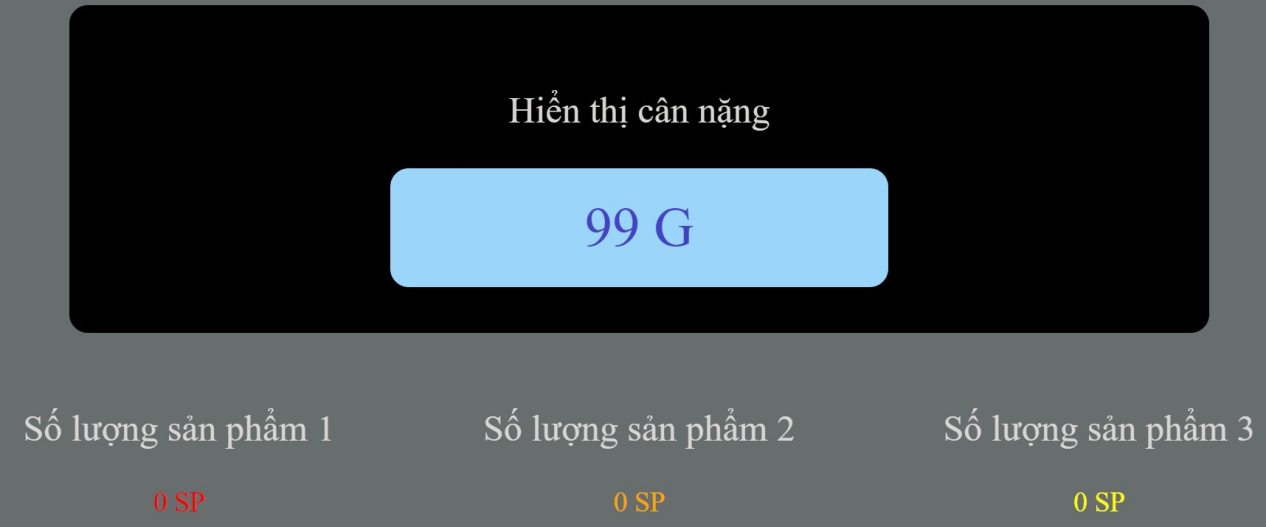 Hiển thị cân nặng
99 G
Số lượng sản phẩm 1
Số lượng sản phẩm 2
Số lượng sản phẩm 3
0 SP
0 SP
0 SP